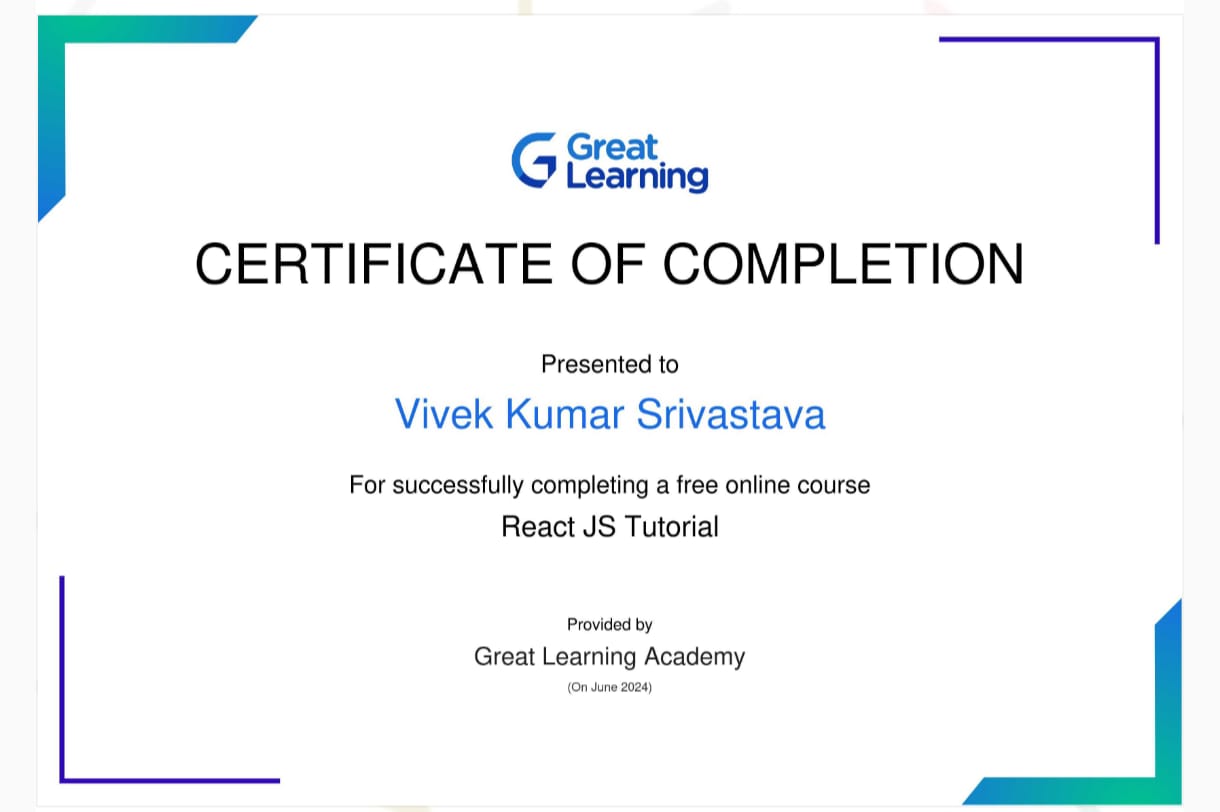 Great
Learning
CERTIFICATE OF COMPLETION
Presented to
Vivek Kumar Srivastava
For successfully completing a free online course
React JS Tutorial
Provided by
Great Learning Academy
(On June 2024)